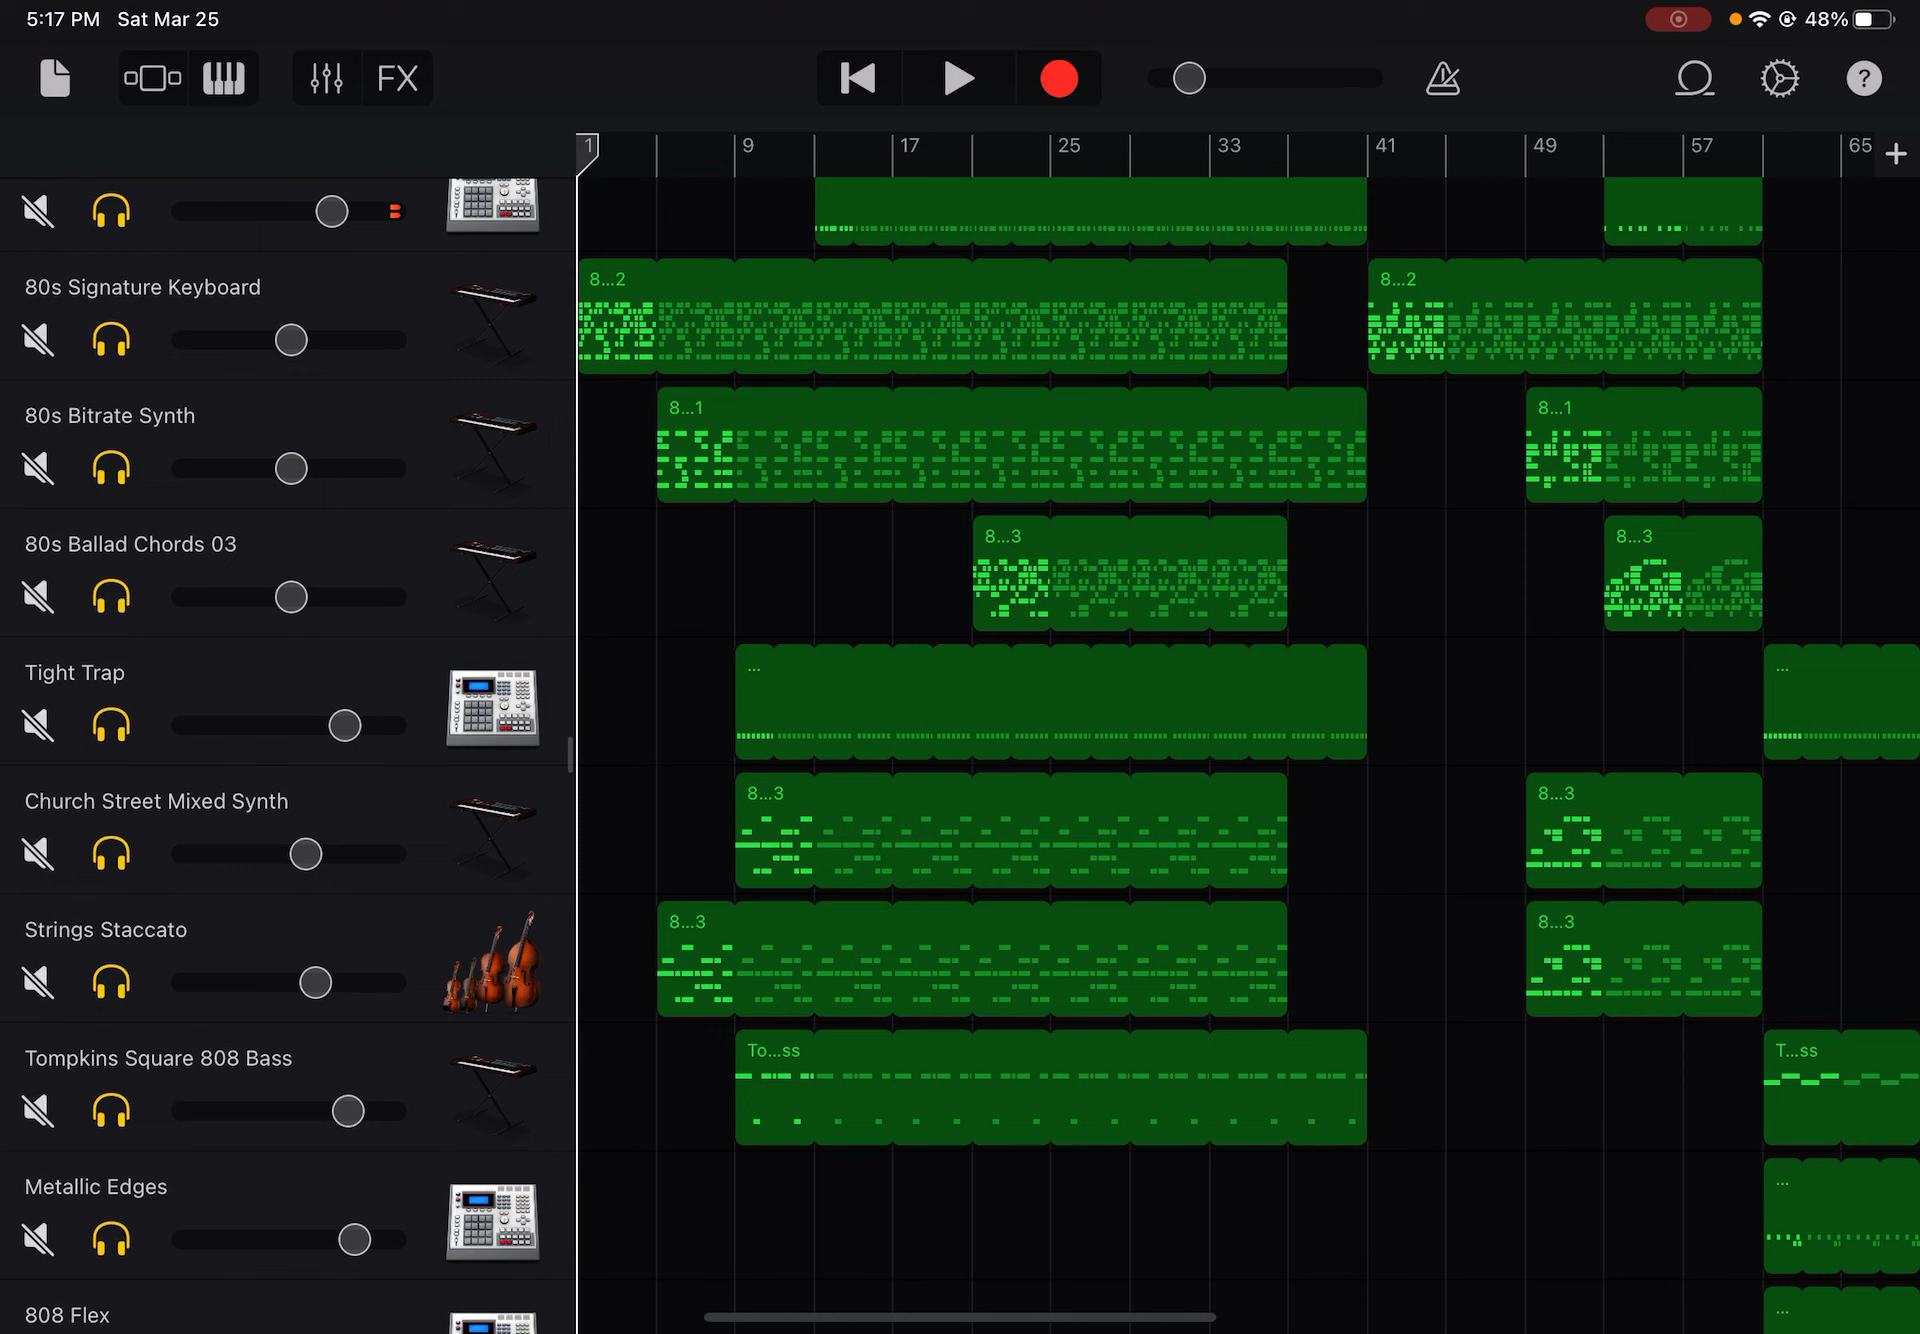 5:17 PM Sat Mar 25
48%
FX
?
1 9 17 25 33 41 49 57 65
80s Signature Keyboard
8...2 8...2
80s Bitrate Synth
8...1 8...1
80s Ballad Chords 03
8...3 8...3
Tight Trap
... ...
Church Street Mixed Synth
8...3 8...3
Strings Staccato
8...3 8...3
Tompkins Square 808 Bass
To...ss T...ss
Metallic Edges
...
808 Flex
...